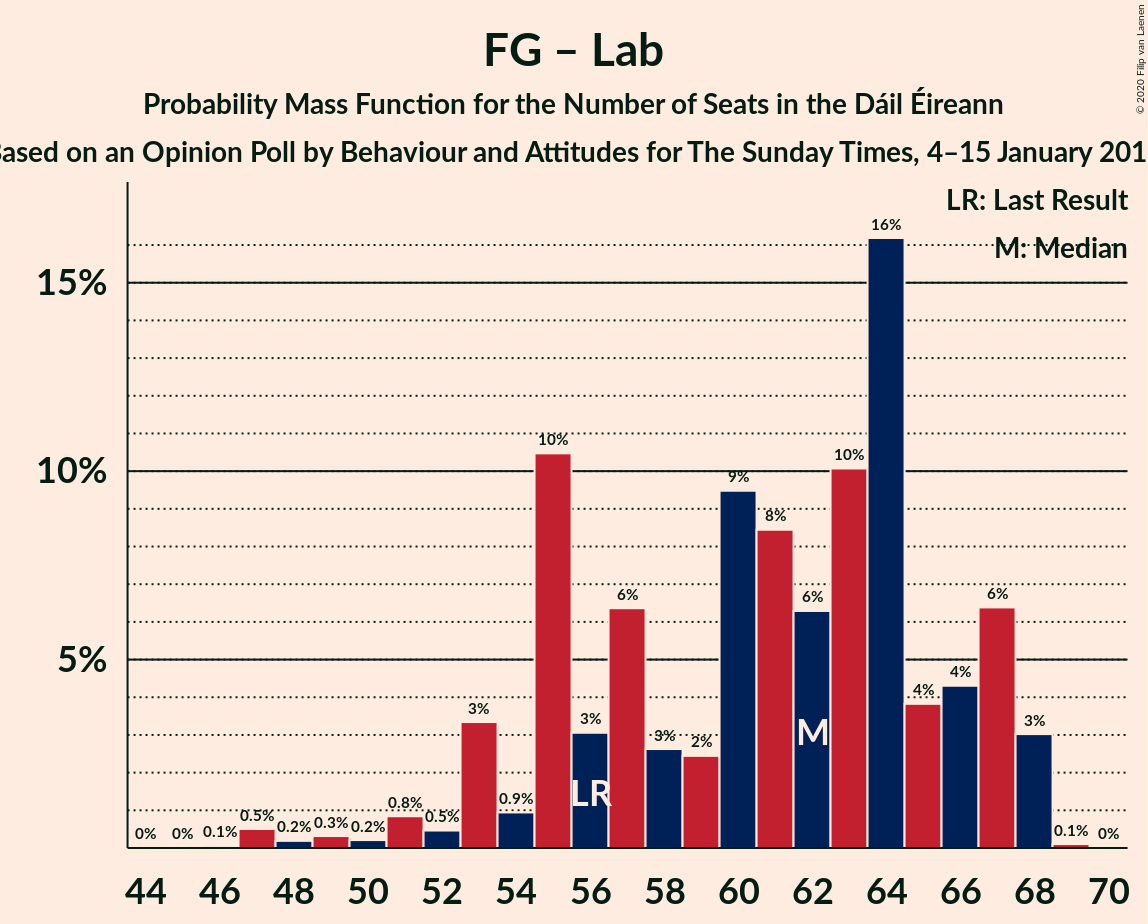 FG – Lab
Probability Mass Function for the Number of Seats in the Dáil Éireann
Based on an Opinion Poll by Behaviour and Attitudes for The Sunday Times, 4–15 January 201
© 2020 Filip van Laenen
LR: Last Result
M: Median
15%
10%
5%
0% 0% 0.1% 0.5% 0.2% 0.3% 0.2% 0.8% 0.5% 3% 0.9% 10% 3% 6% 3% 2% 9% 8% 6% 10% 16% 4% 4% 6% 3% 0.1% 0%
LR
M
44 46 48 50 52 54 56 58 60 62 64 66 68 70